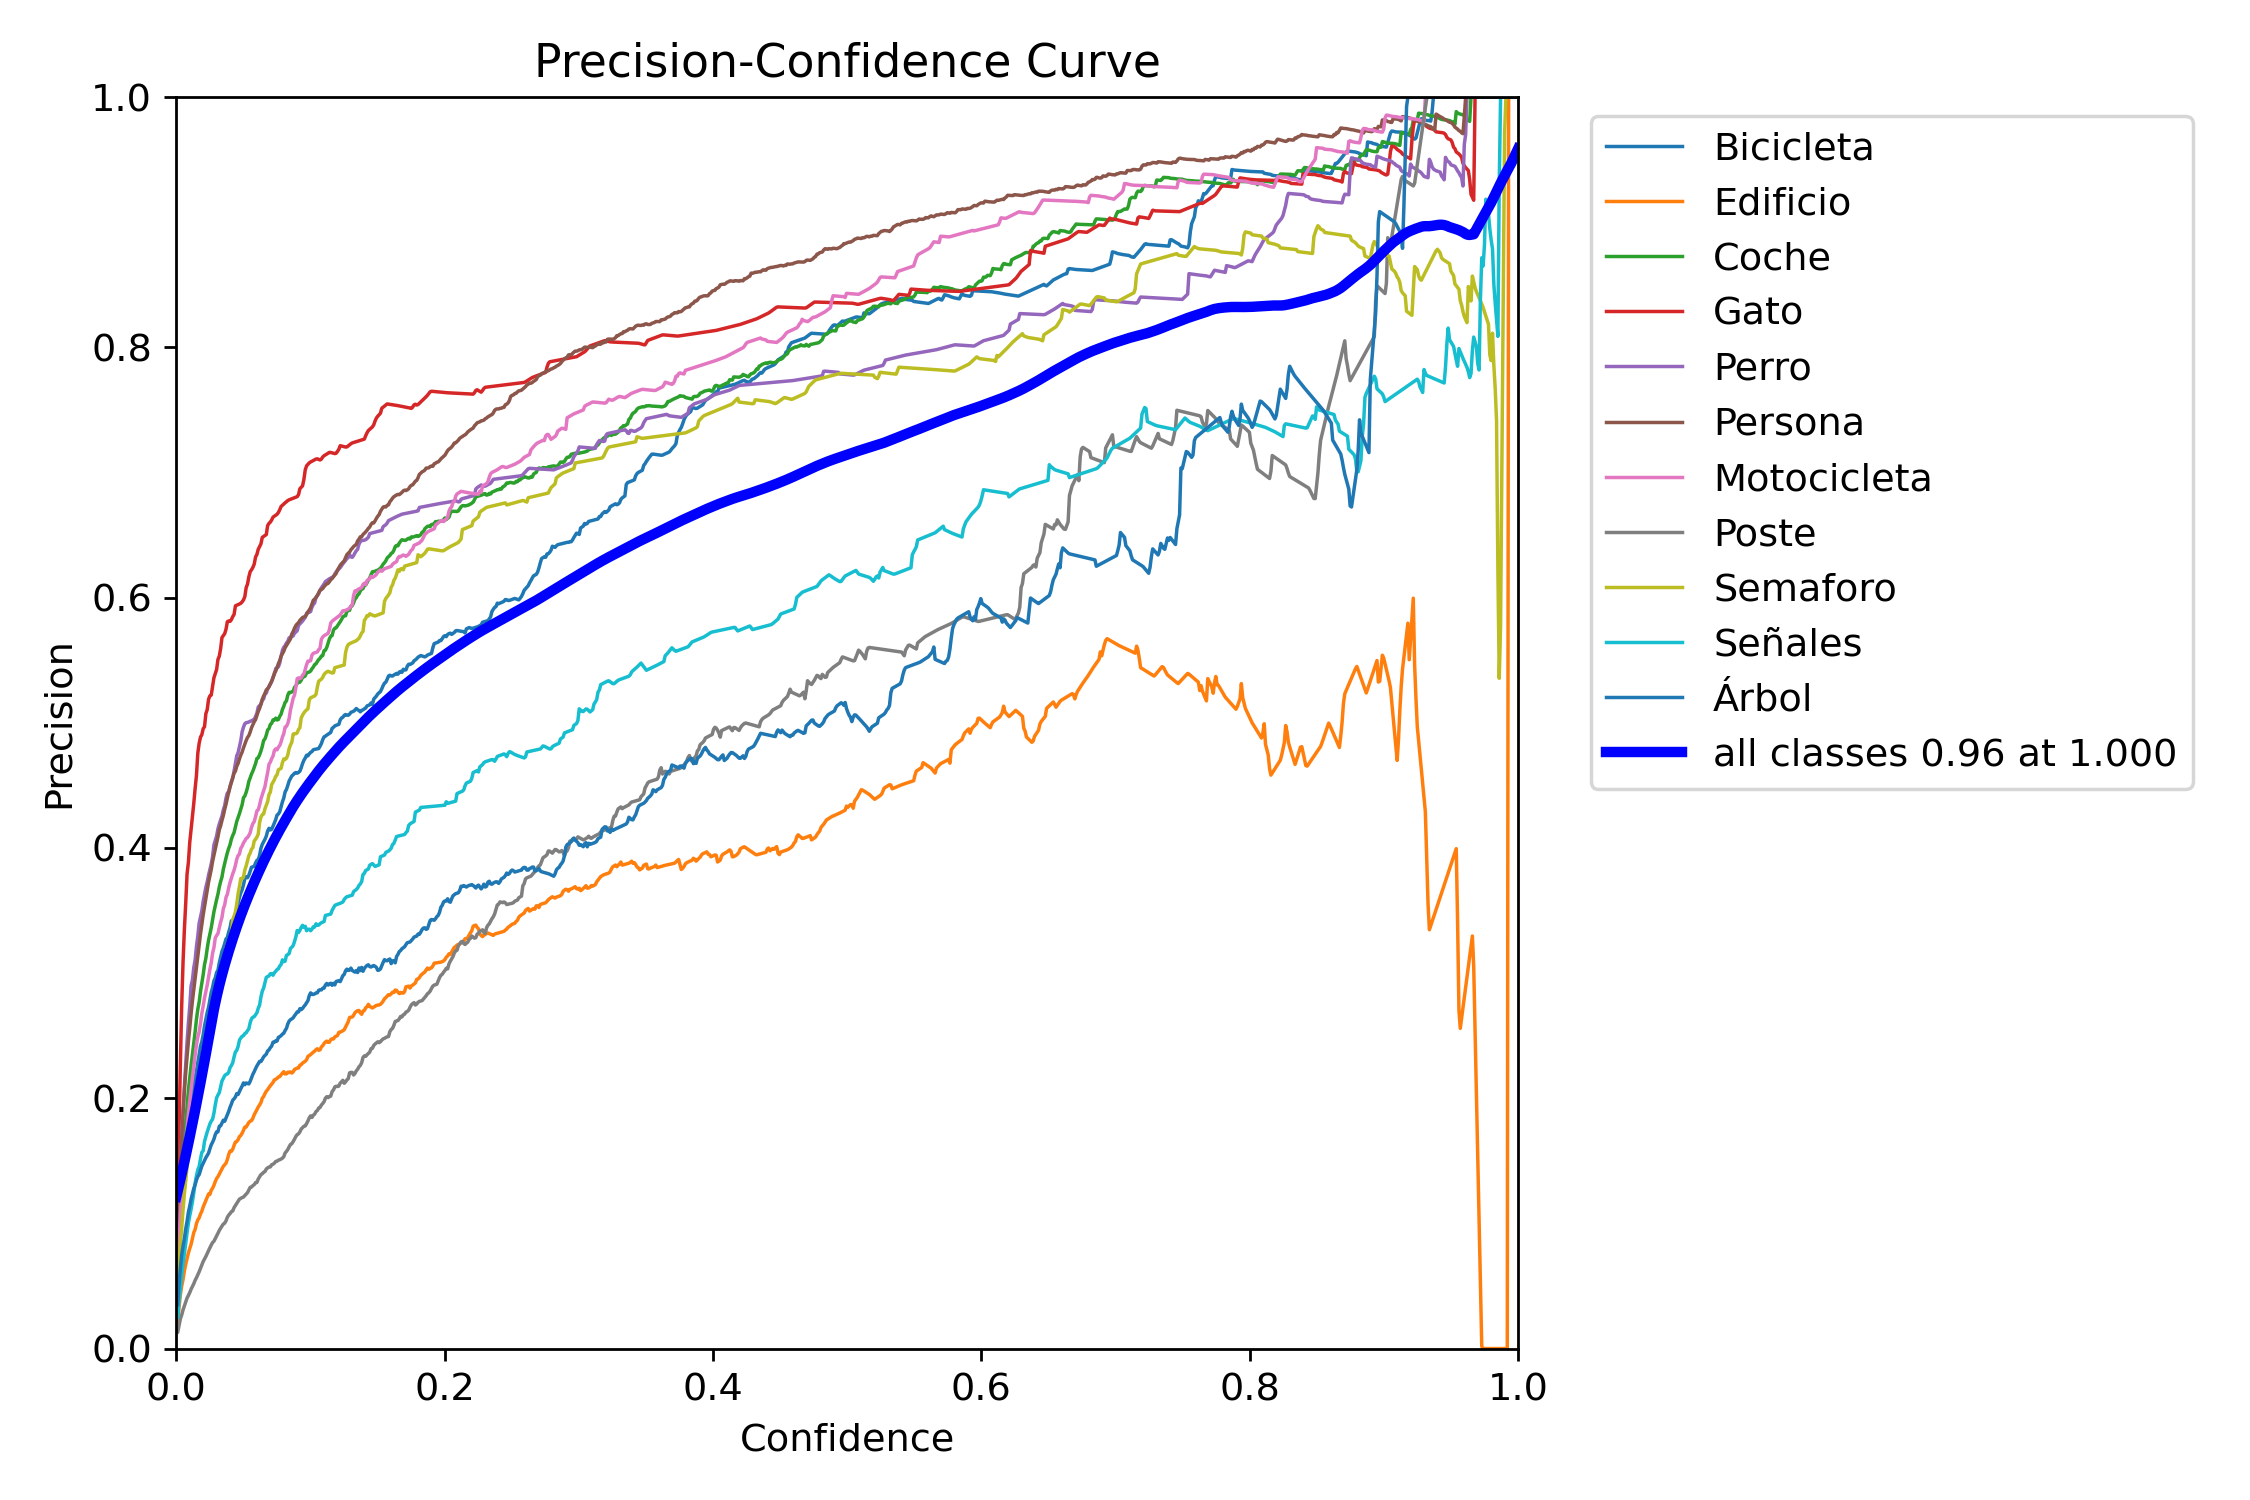 Precision-Confidence Curve
1.0
0.8
0.6
0.4
0.2
0.0
Precision
0.0 0.2 0.4 0.6 0.8 1.0
Confidence
Bicicleta
Edificio
Coche
Gato
Perro
Persona
Motocicleta
Poste
Semaforo
Señales
Árbol
all classes 0.96 at 1.000